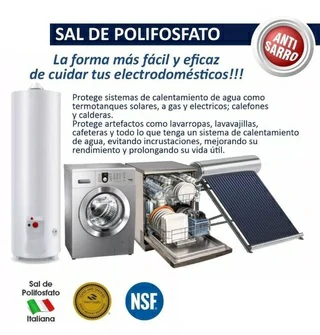 SAL DE POLIFOSFATO
ANTI
SARRO
La forma más fácil y eficaz
de cuidar tus electrodomésticos!!!
Protege sistemas de calentamiento de agua como
termotanques solares, a gas y electricos; calefones
y calderas.
Protege artefactos como lavarropas, lavavajillas,
cafeteras y todo lo que tenga un sistema de calentamiento
de agua, evitando incrustaciones, mejorando su
rendimiento y prolongando su vida útil.
Sal de
Polifosfato
Italiana
NSF